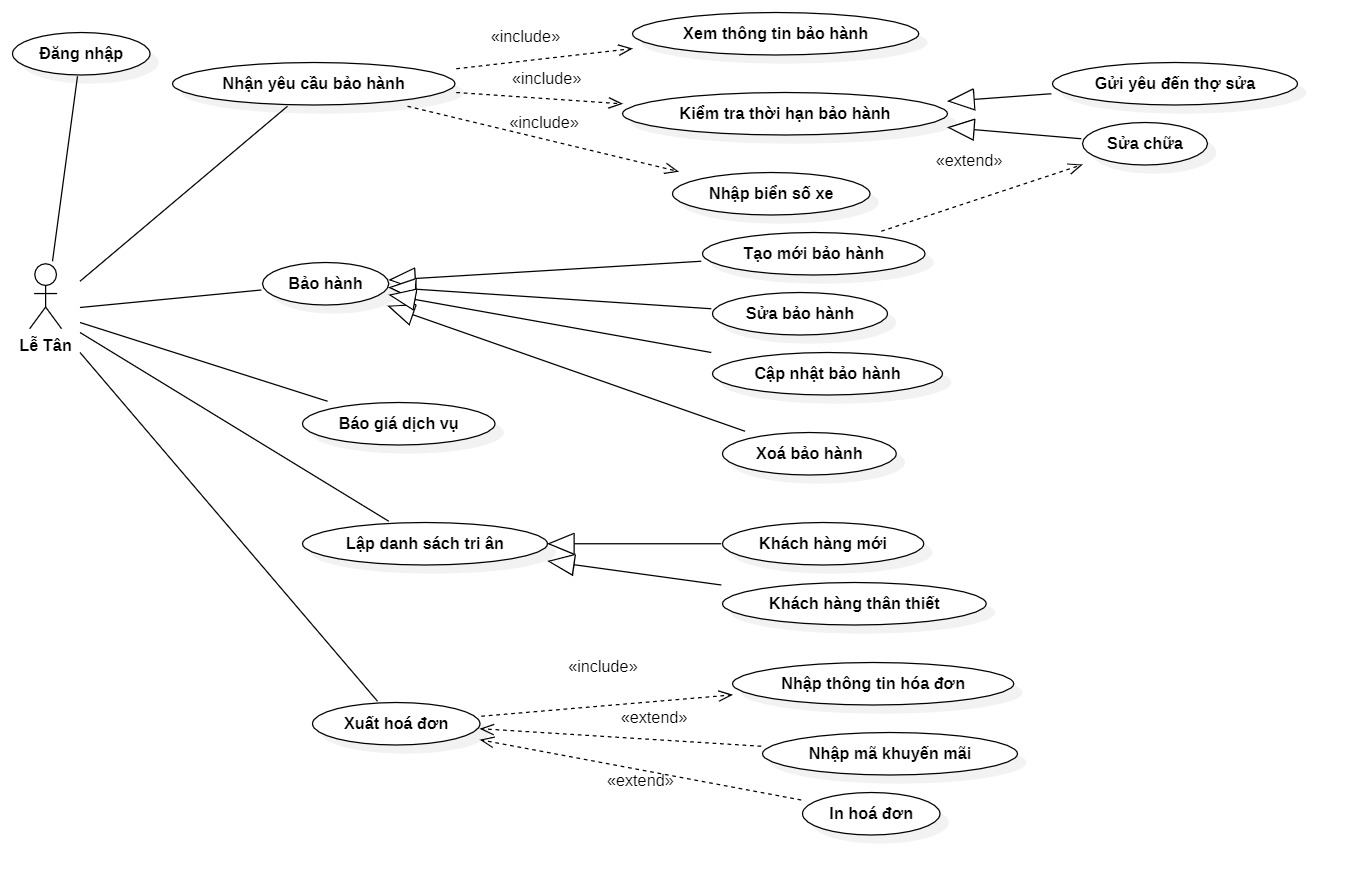 Đăng nhập
Nhận yêu cầu bảo hành
«include»
Xem thông tin bảo hành
«include»
Kiểm tra thời hạn bảo hành
Gửi yêu đến thợ sửa
«include»
Sửa chữa
«extend»
Nhập biển số xe
Lễ Tân
Bảo hành
Tạo mới bảo hành
Sửa bảo hành
Cập nhật bảo hành
Xoá bảo hành
Báo giá dịch vụ
Lập danh sách tri ân
Khách hàng mới
Khách hàng thân thiết
Xuất hoá đơn
«include»
Nhập thông tin hóa đơn
«extend»
Nhập mã khuyến mãi
«extend»
In hoá đơn